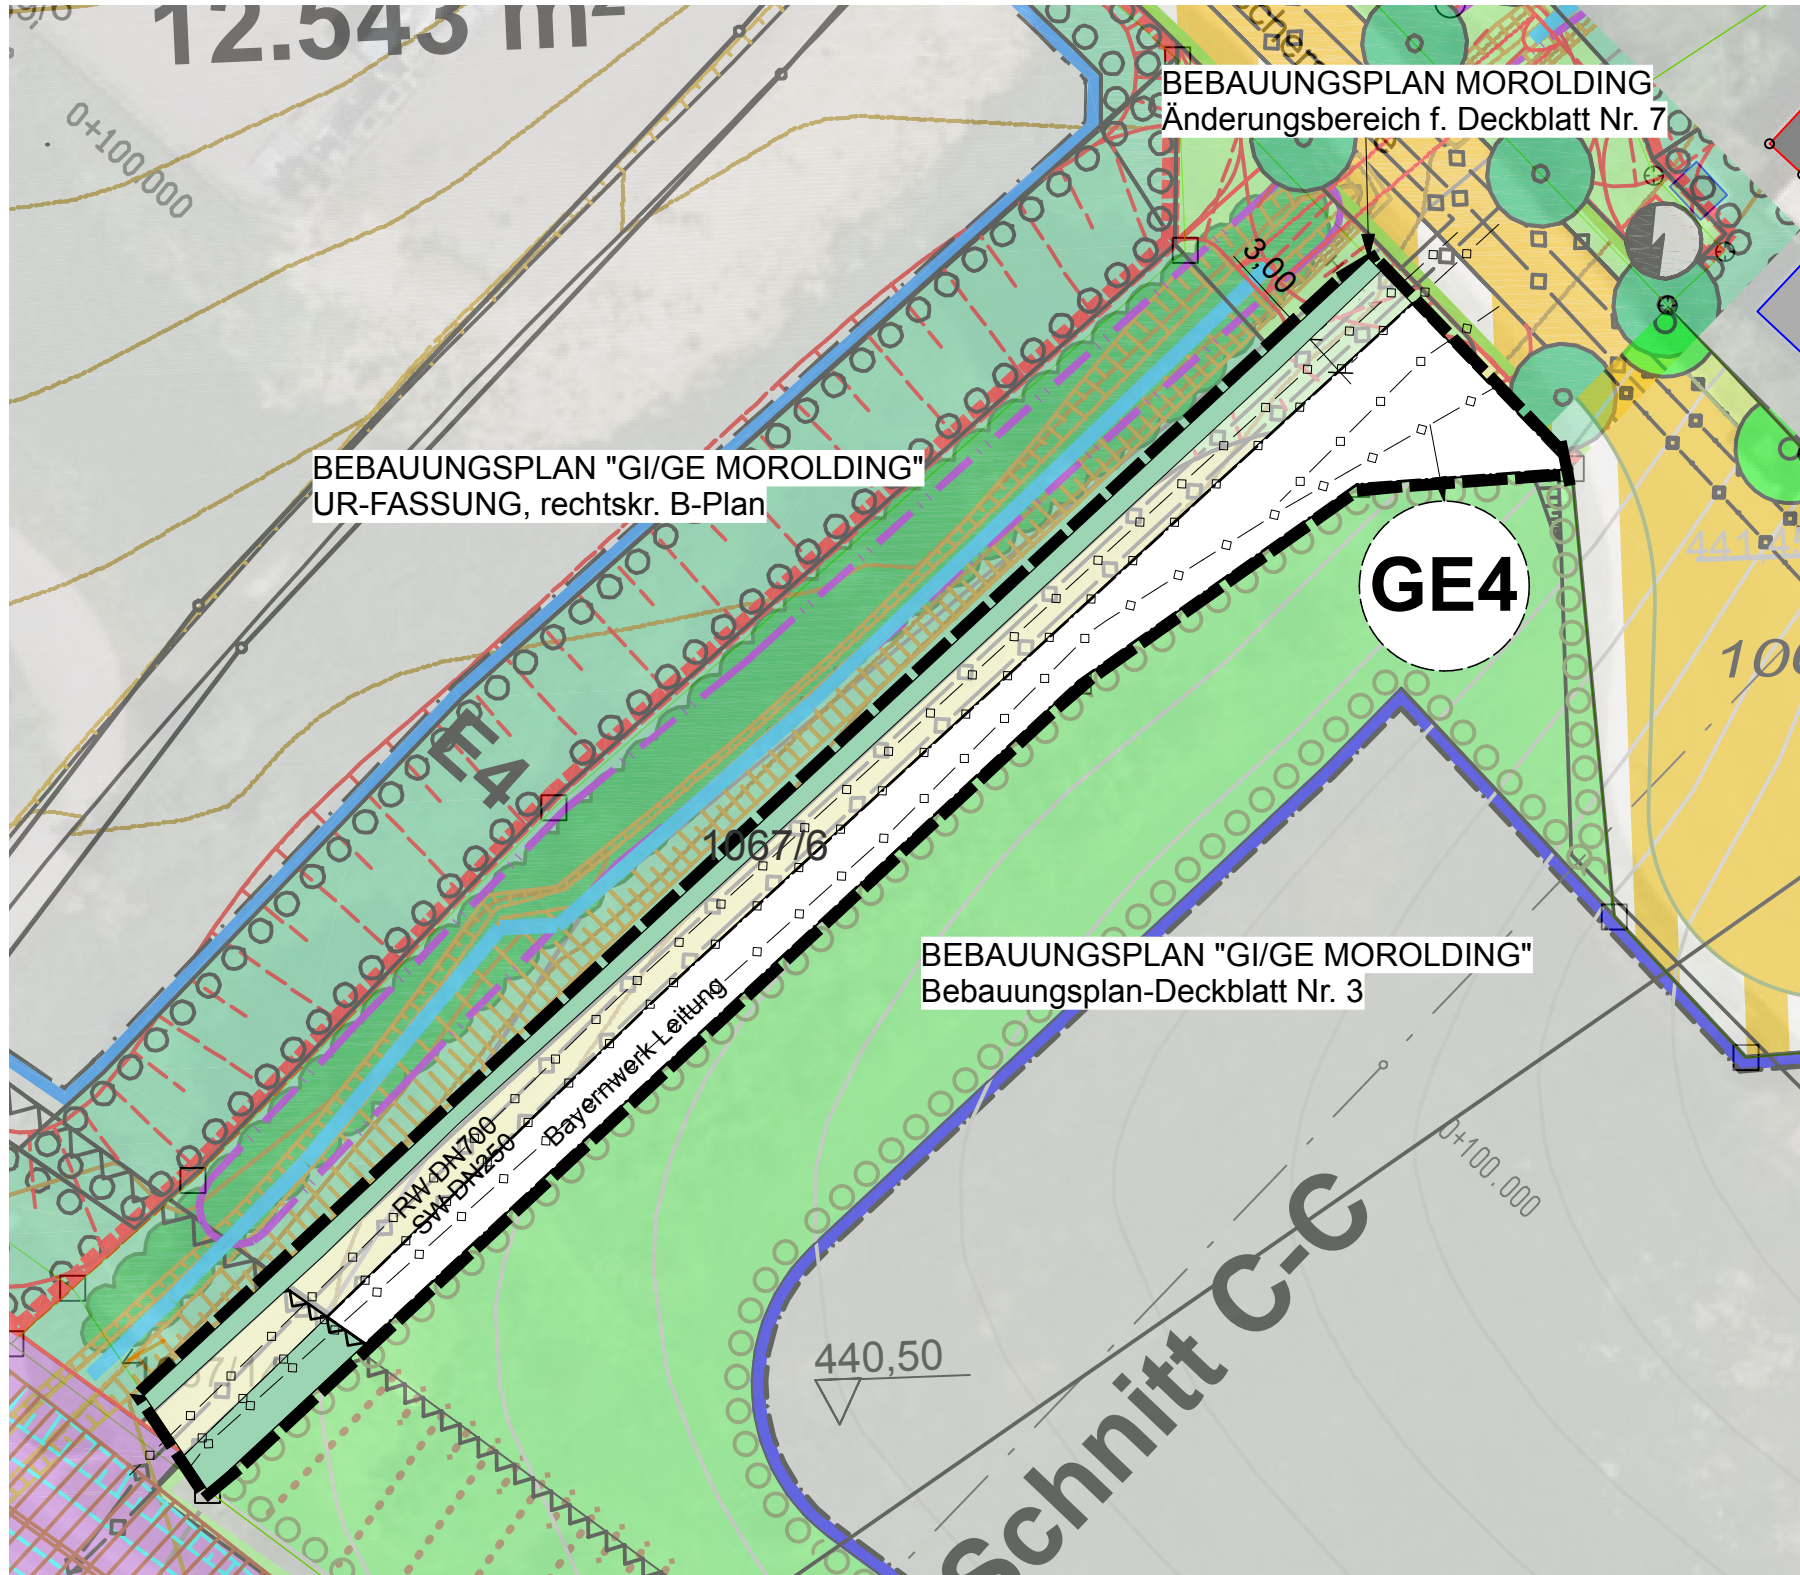 12.543 m²
0+100.000
BEBAUUNGSPLAN MOROLDING
Änderungsbereich f. Deckblatt Nr. 7
3,00
BEBAUUNGSPLAN "GI/GE MOROLDING"
UR-FASSUNG, rechtskr. B-Plan
GE4
1067/6
BEBAUUNGSPLAN "GI/GE MOROLDING"
Bebauungsplan-Deckblatt Nr. 3
Bayernwerk Leitung
RW DN700
SW DN250
0+100.000
440,50
Schnitt C-C